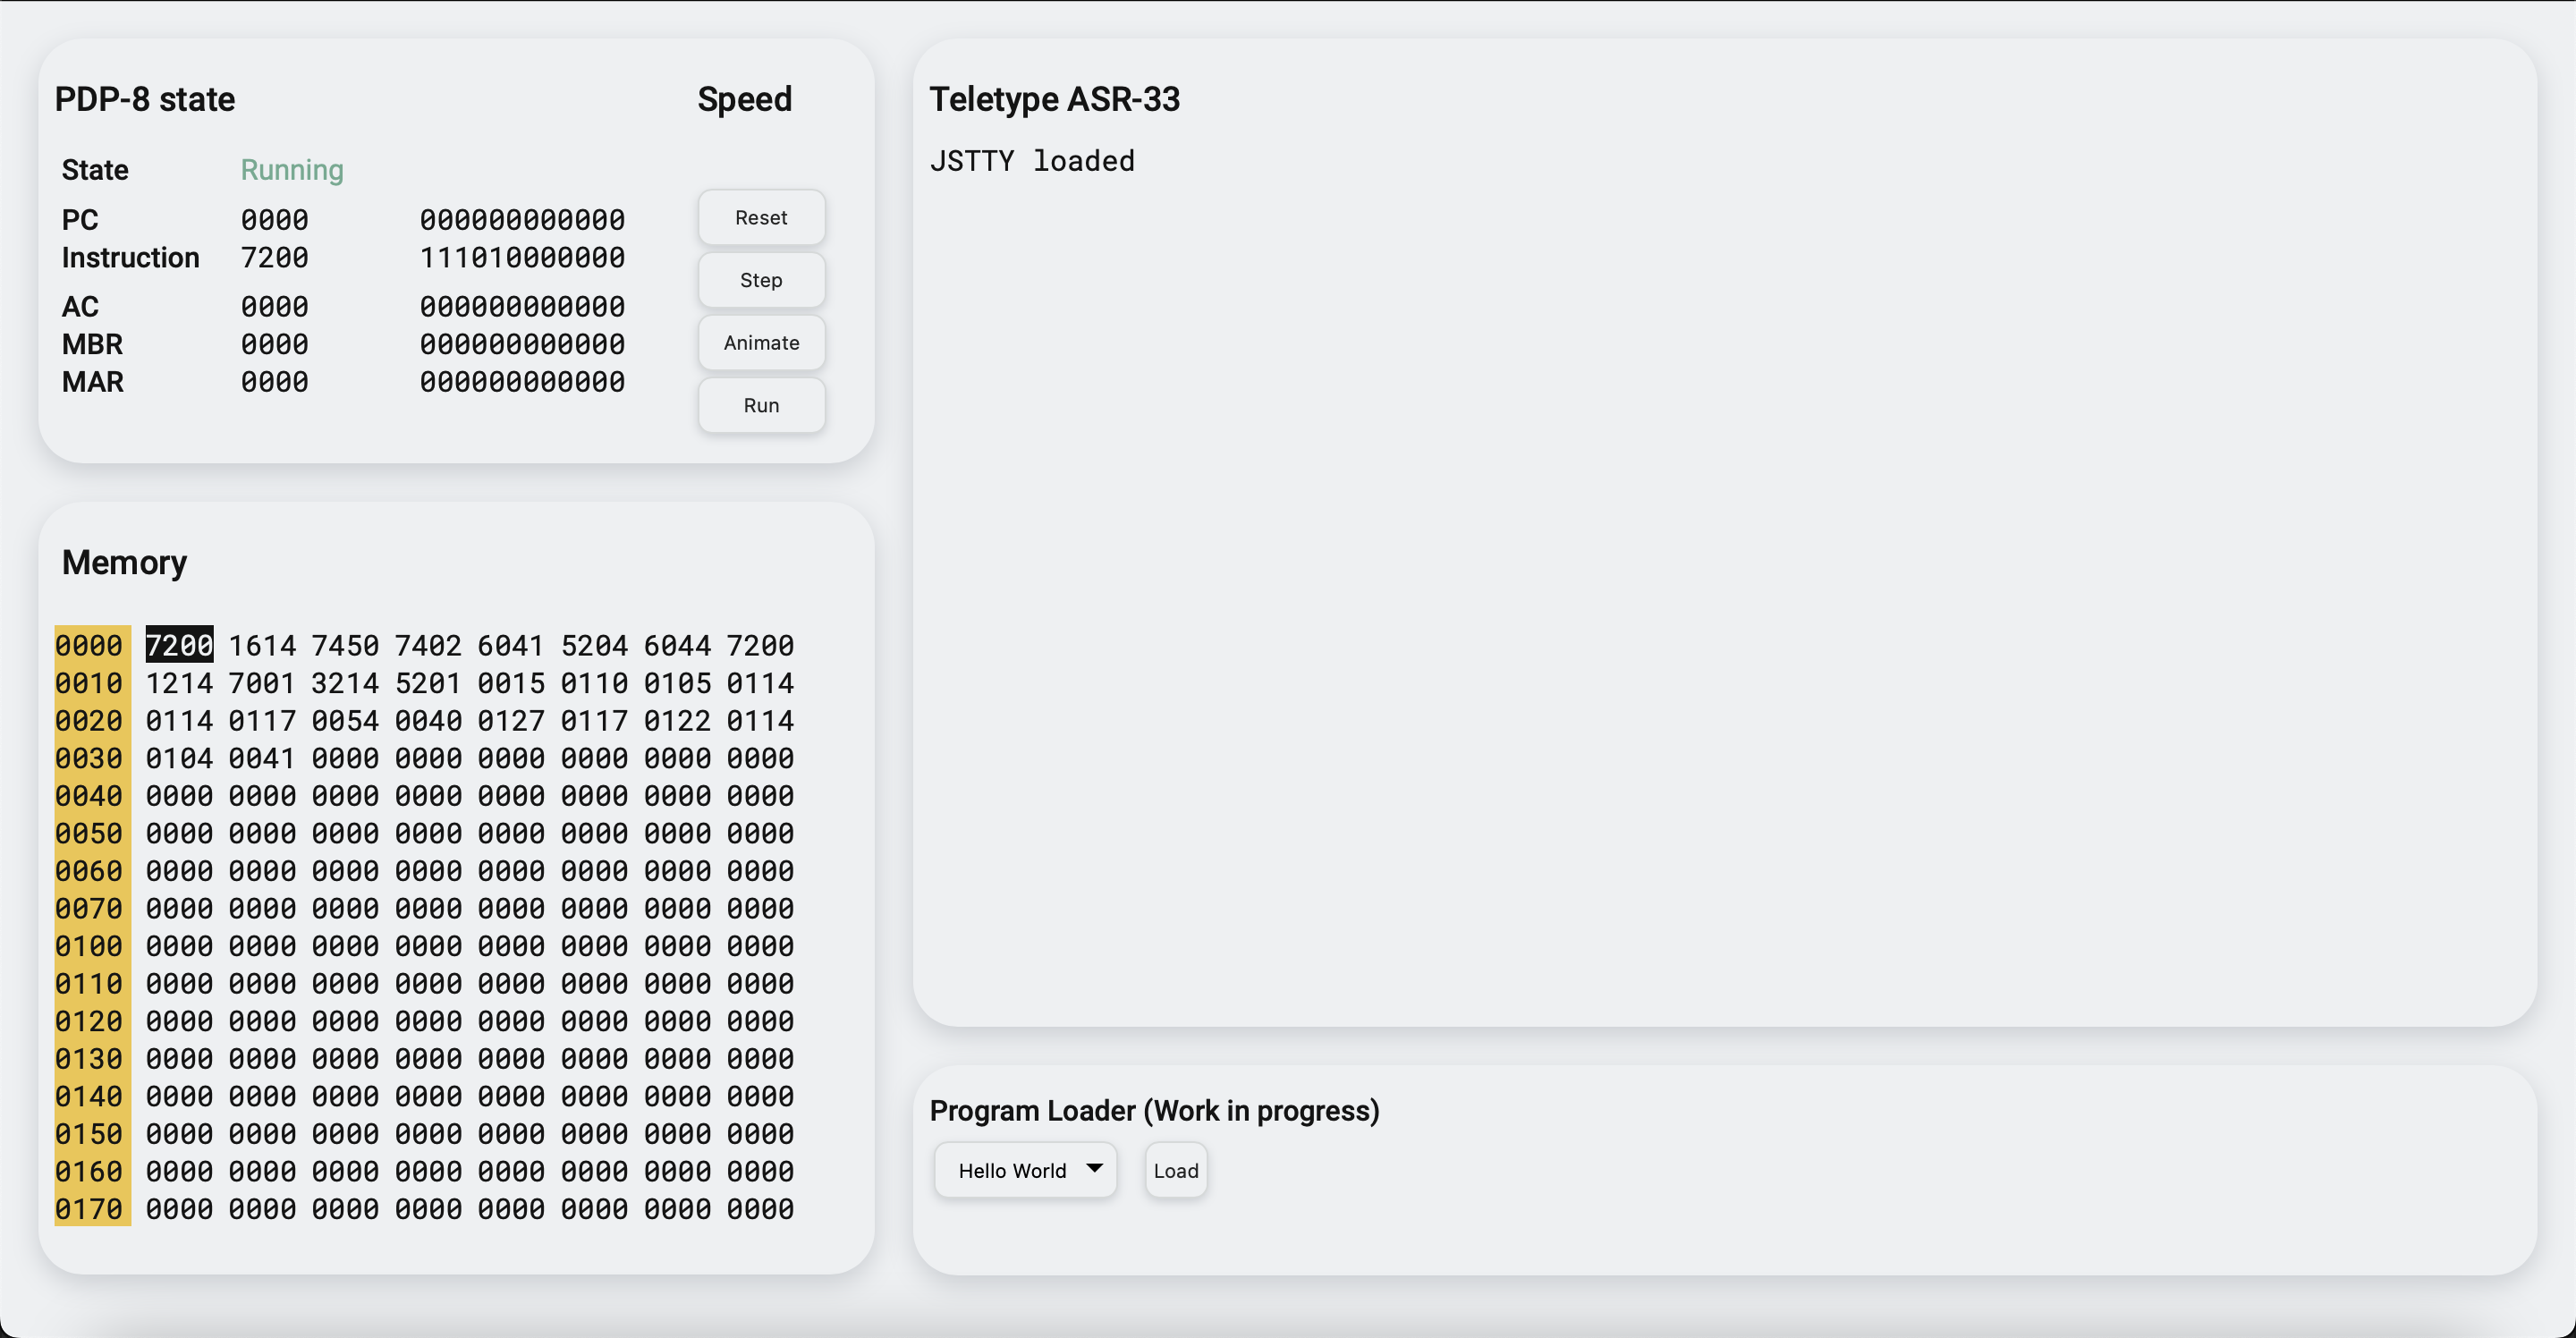 PDP-8 state
Speed
State Running
PC 0000 000000000000
Instruction 7200 111010000000
AC 0000 000000000000
MBR 0000 000000000000
MAR 0000 000000000000
Reset
Step
Animate
Run
Memory
0000 7200 1614 7450 7402 6041 5204 6044 7200
0010 1214 7001 3214 5201 0015 0110 0105 0114
0020 0114 0117 0054 0040 0127 0117 0122 0114
0030 0104 0041 0000 0000 0000 0000 0000 0000
0040 0000 0000 0000 0000 0000 0000 0000 0000
0050 0000 0000 0000 0000 0000 0000 0000 0000
0060 0000 0000 0000 0000 0000 0000 0000 0000
0070 0000 0000 0000 0000 0000 0000 0000 0000
0100 0000 0000 0000 0000 0000 0000 0000 0000
0110 0000 0000 0000 0000 0000 0000 0000 0000
0120 0000 0000 0000 0000 0000 0000 0000 0000
0130 0000 0000 0000 0000 0000 0000 0000 0000
0140 0000 0000 0000 0000 0000 0000 0000 0000
0150 0000 0000 0000 0000 0000 0000 0000 0000
0160 0000 0000 0000 0000 0000 0000 0000 0000
0170 0000 0000 0000 0000 0000 0000 0000 0000
Teletype ASR-33
JSTTY loaded
Program Loader (Work in progress)
Hello World Load